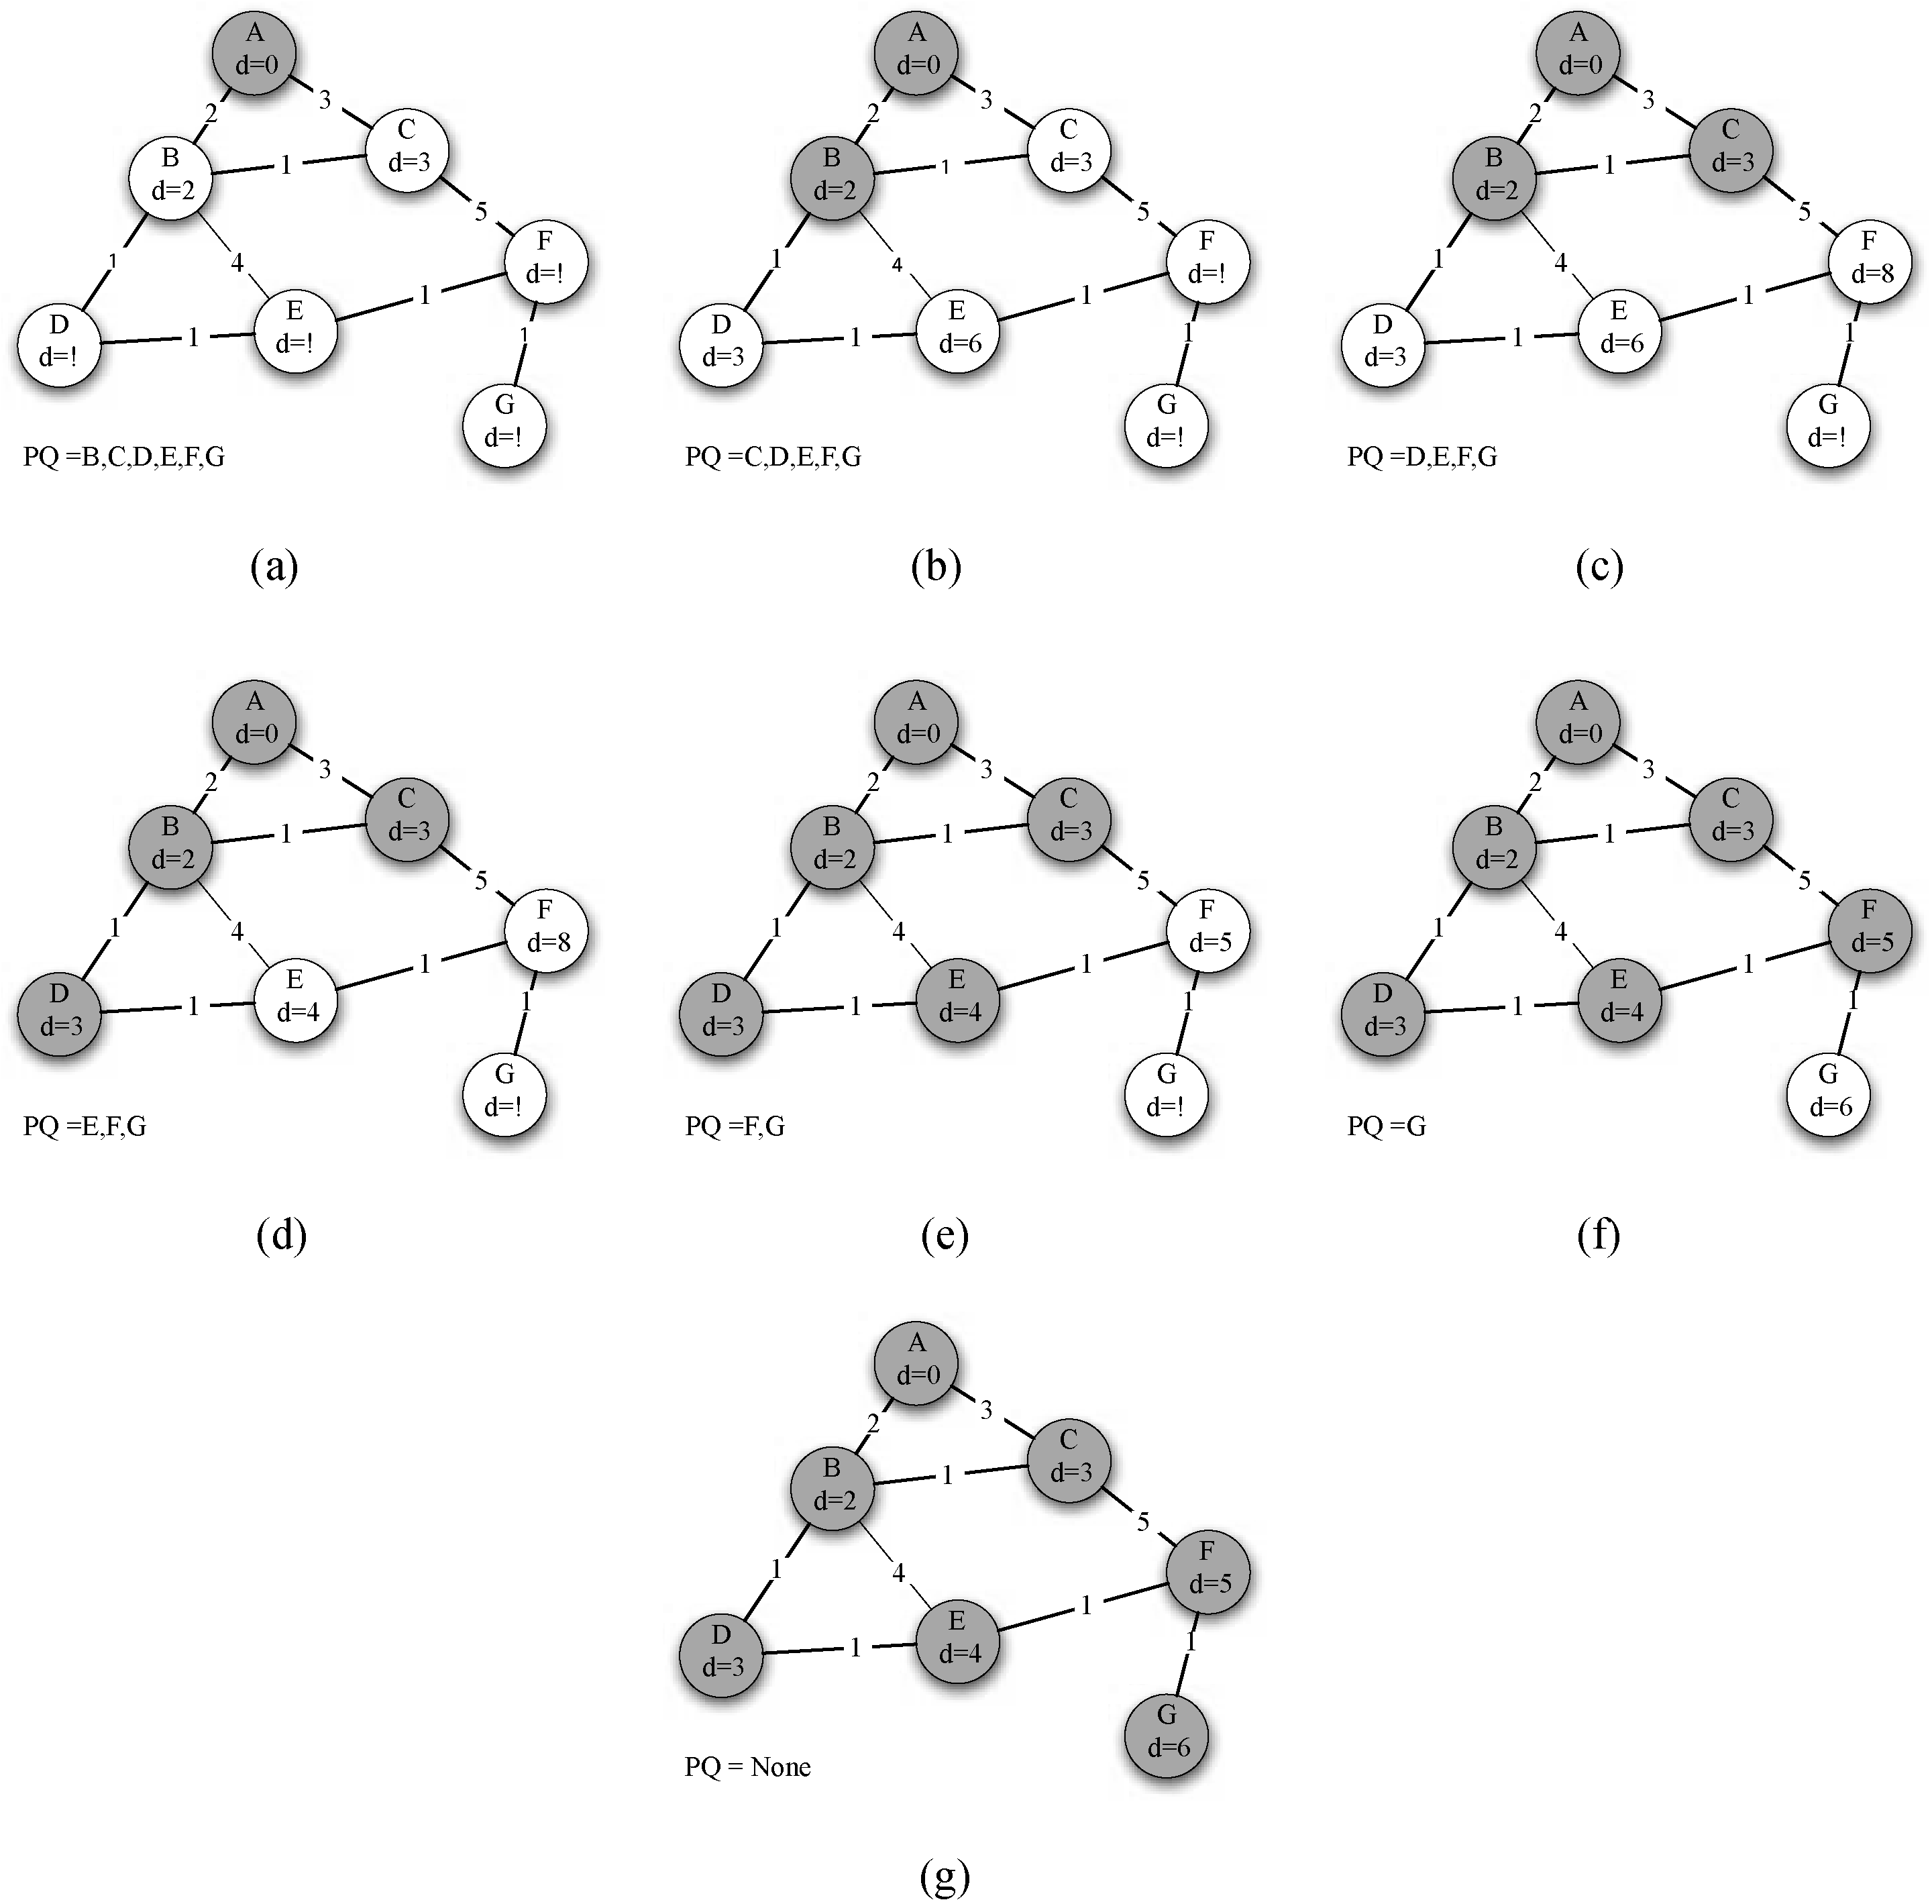 A
d=0
2
3
C
d=3
B
d=2
1
5
F
d=!
1
4
1
E
d=!
D
d=!
1
1
G
d=!
PQ =B,C,D,E,F,G
(a)
A
d=0
2
3
C
d=3
B
d=2
1
5
F
d=!
1
4
1
E
d=6
D
d=3
1
1
G
d=!
PQ =C,D,E,F,G
(b)
A
d=0
2
3
C
d=3
B
d=2
1
5
F
d=8
1
4
1
E
d=6
D
d=3
1
1
G
d=!
PQ =D,E,F,G
(c)
A
d=0
2
3
C
d=3
B
d=2
1
5
F
d=8
1
4
1
E
d=4
D
d=3
1
1
G
d=!
PQ =E,F,G
(d)
A
d=0
2
3
C
d=3
B
d=2
1
5
F
d=5
1
4
1
E
d=4
D
d=3
1
1
G
d=!
PQ =F,G
(e)
A
d=0
2
3
C
d=3
B
d=2
1
5
F
d=5
1
4
1
E
d=4
D
d=3
1
1
G
d=6
PQ =G
(f)
A
d=0
2
3
C
d=3
B
d=2
1
5
F
d=5
1
4
1
E
d=4
D
d=3
1
1
G
d=6
PQ = None
(g)